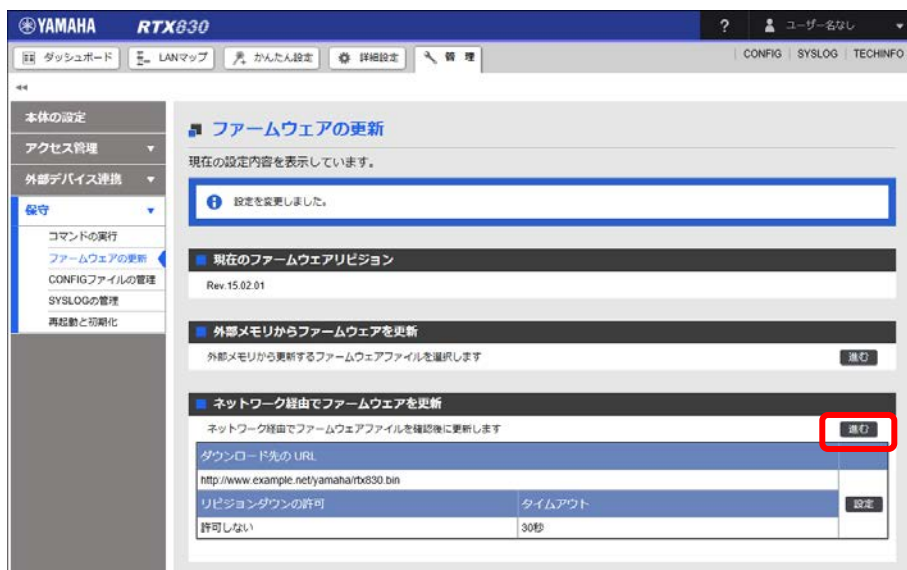 YAMAHA RTX830 ? ユーザー名なし
ダッシュボード LANマップ かんたん設定 詳細設定 管理 CONFIG SYSLOG TECHINFO
本体の設定
アクセス管理
外部デバイス連携
保守
コマンドの実行
ファームウェアの更新
CONFIGファイルの管理
SYSLOGの管理
再起動と初期化
ファームウェアの更新
現在の設定内容を表示しています。
設定を変更しました。
現在のファームウェアリビジョン
Rev.15.02.01
外部メモリからファームウェアを更新
外部メモリから更新するファームウェアファイルを選択します 進む
ネットワーク経由でファームウェアを更新
ネットワーク経由でファームウェアファイルを確認後に更新します 進む
ダウンロード先の URL
http://www.example.net/yamaha/rtx830.bin
リビジョンダウンの許可 タイムアウト 設定
許可しない 30秒